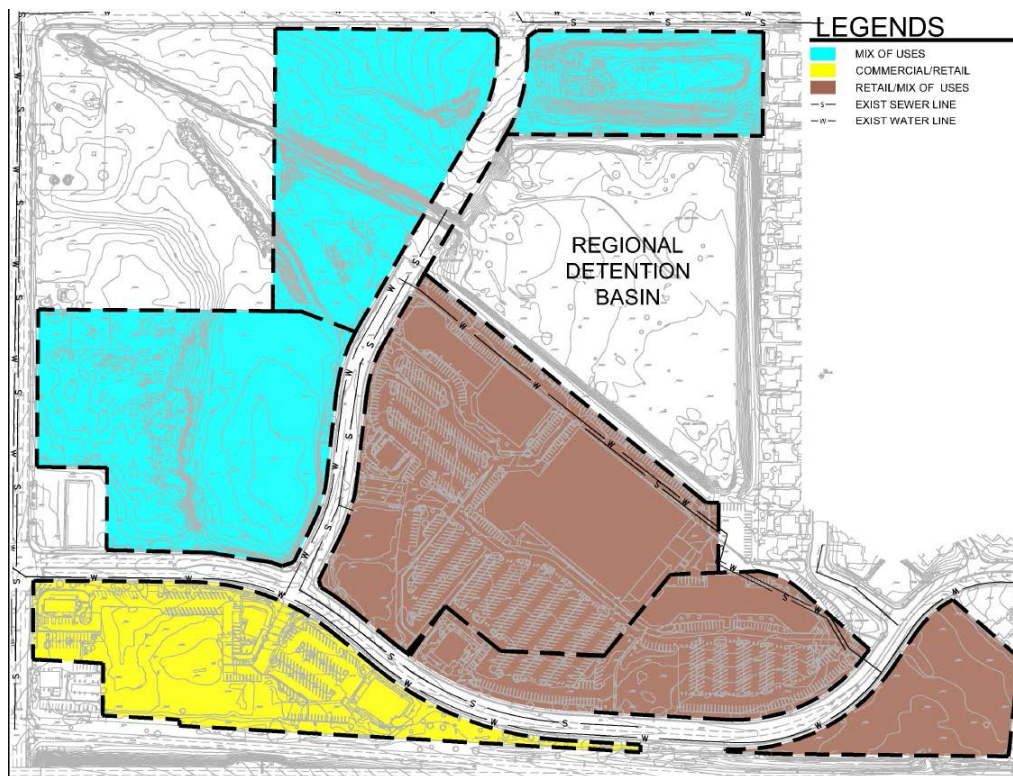 LEGENDS
MIX OF USES
COMMERCIAL/RETAIL
RETAIL/MIX OF USES
S EXIST SEWER LINE
W EXIST WATER LINE
REGIONAL
DETENTION
BASIN